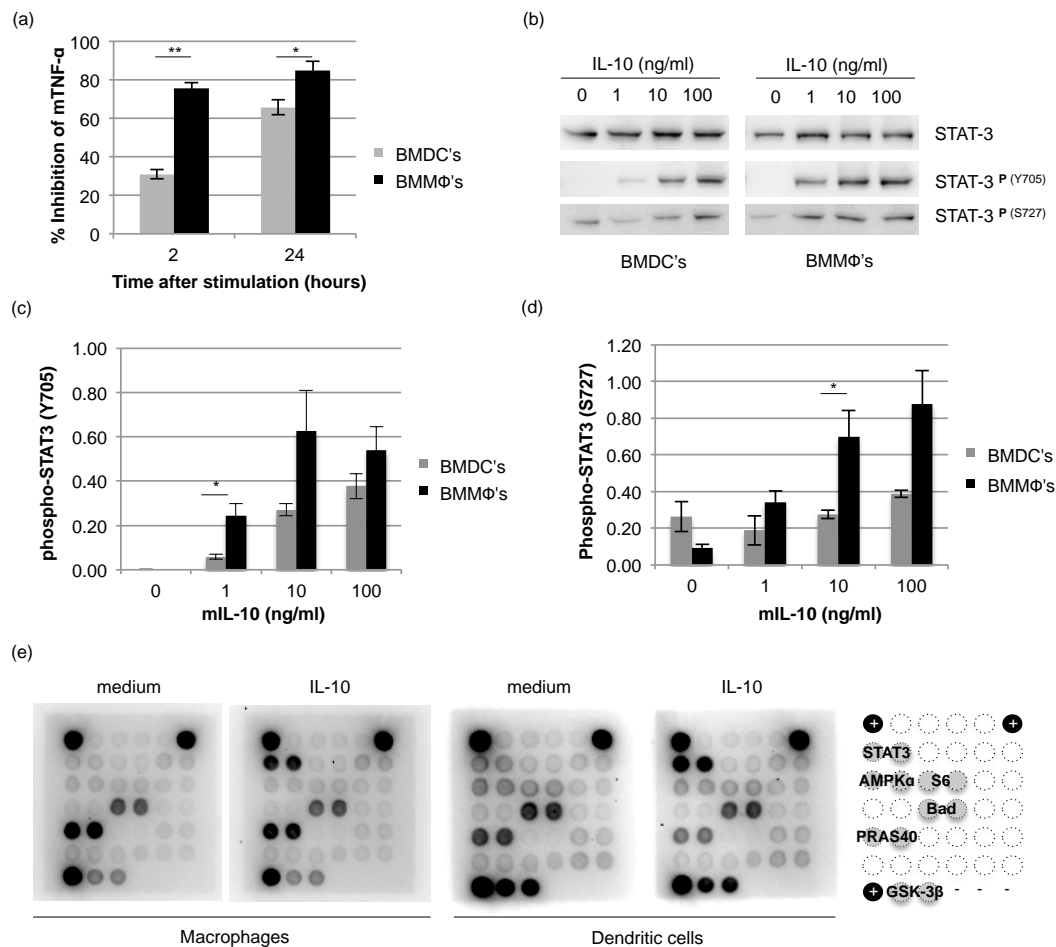 (a)
% Inhibition of mTNF-α
100
80
60
40
20
0
**
*
2
24
Time after stimulation (hours)
BMDC's
BMMΦ's
(b)
IL-10 (ng/ml)
0 1 10 100
IL-10 (ng/ml)
0 1 10 100
STAT-3
STAT-3 P (Y705)
STAT-3 P (S727)
BMDC's
BMMΦ's
(c)
phospho-STAT3 (Y705)
1.00
0.80
0.60
0.40
0.20
0.00
*
0 1 10 100
mIL-10 (ng/ml)
BMDC's
BMMΦ's
(d)
Phospho-STAT3 (S727)
1.20
1.00
0.80
0.60
0.40
0.20
0.00
*
0 1 10 100
mIL-10 (ng/ml)
BMDC's
BMMΦ's
(e)
medium IL-10 medium IL-10
+ +
STAT3
AMPKα S6
Bad
PRAS40
+ GSK-3β - - -
Macrophages
Dendritic cells